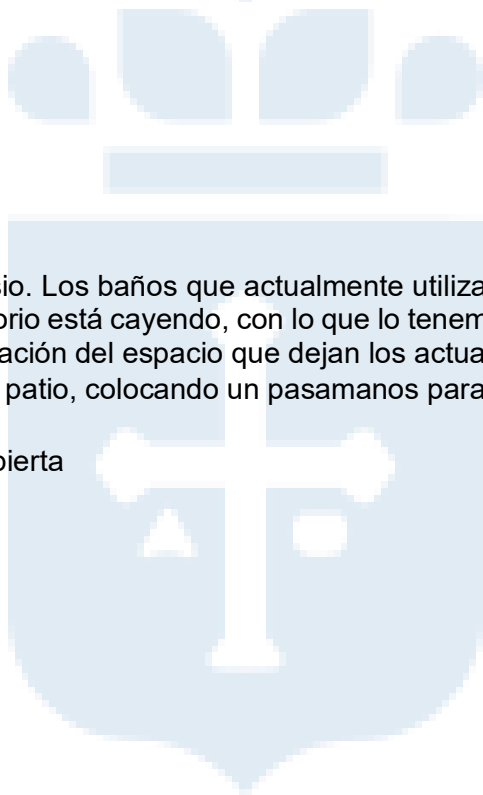 sio. Los baños que actualmente utiliza
orio está cayendo, con lo que lo tenem
ación del espacio que dejan los actua
patio, colocando un pasamanos para
bierta